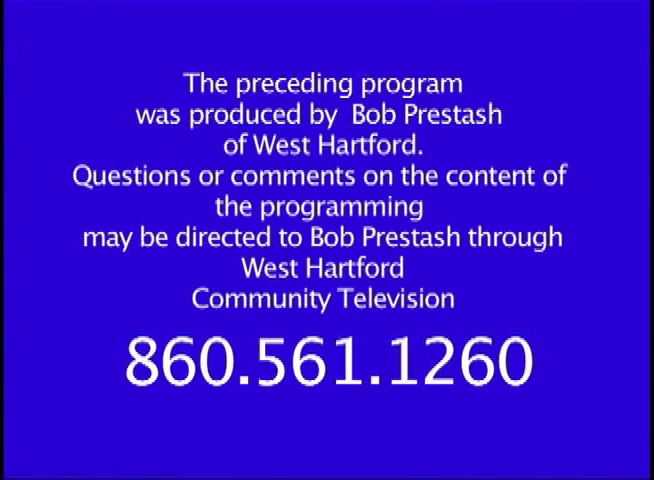 The preceding program
was produced by  Bob Prestash
of West Hartford.
Questions or comments on the content of
the programming
may be directed to Bob Prestash through
West Hartford
Community Television
860.561.1260